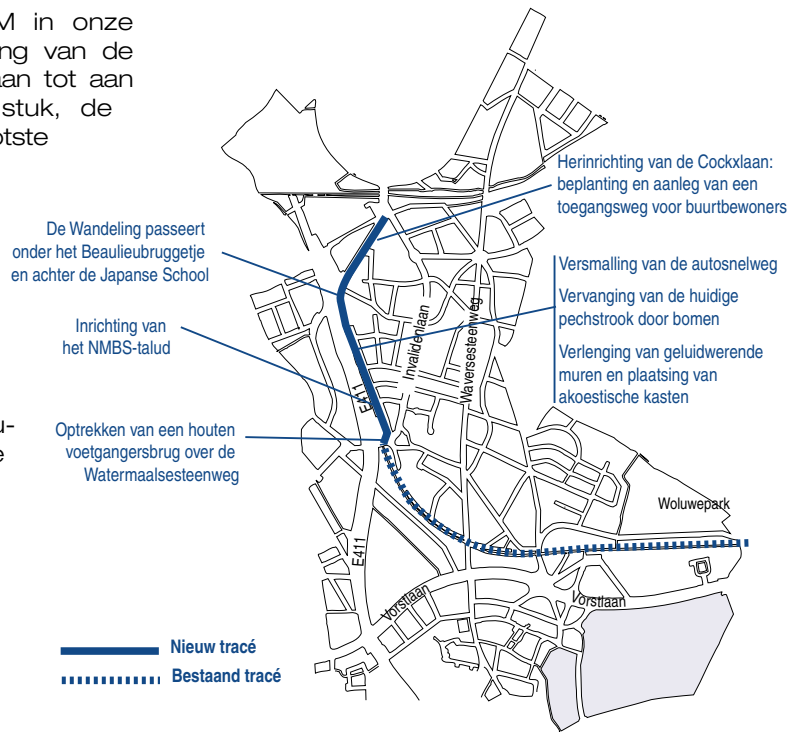 M in onze
ng van de
aan tot aan
stuk, de
otste
u-
e
Herinrichting van de Cockxlaan:
beplanting en aanleg van een
toegangsweg voor buurtbewoners
De Wandeling passeert
onder het Beaulieubruggetje
en achter de Japanse School
Versmalling van de autosnelweg
Vervanging van de huidige
pechstrook door bomen
Verlenging van geluidwerende
muren en plaatsing van
akoestische kasten
Inrichting van
het NMBS-talud
Invalidenlaan
Waversesteenweg
E411
Optrekken van een houten
voetgangersbrug over de
Watermaalsesteenweg
Woluwepark
E411
Vorstlaan
Vorstlaan
Nieuw tracé
Bestaand tracé